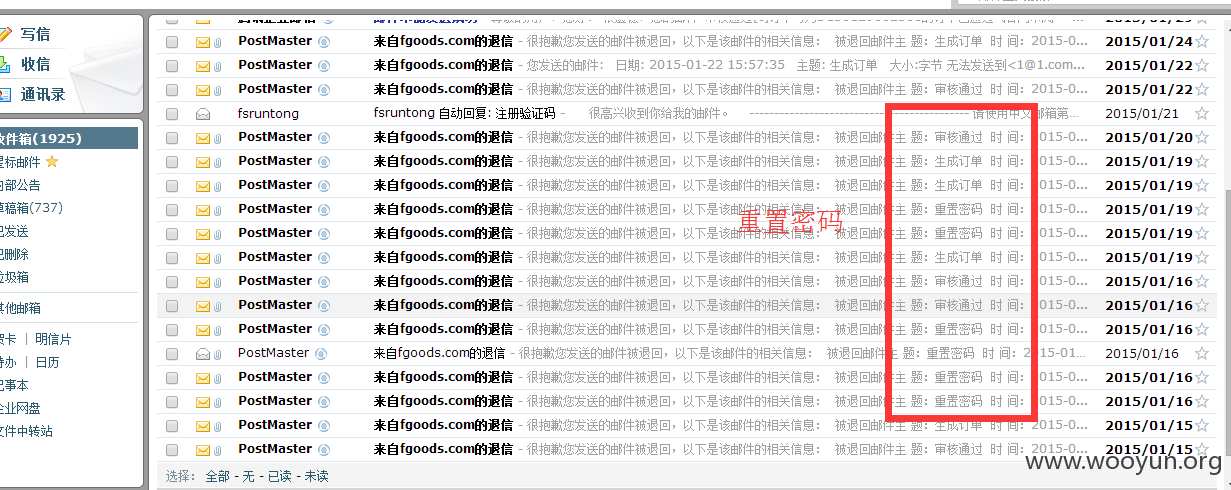 写信
收信
通讯录
件箱(1925)
标邮件
部公告
稿箱(737)
发送
删除
圾箱
其他邮箱
贺卡 | 明信片
待办 | 日历
记事本
企业网盘
文件中转站
PostMaster 来自fgoods.com的退信 - 很抱歉您发送的邮件被退回，以下是该邮件的相关信息： 被退回邮件主 题：生成订单 时 间：2015-0... 2015/01/24
PostMaster 来自fgoods.com的退信 - 您发送的邮件： 日期: 2015-01-22 15:57:35 主题: 生成订单 大小:字节 无法发送到<1@1.com... 2015/01/22
PostMaster 来自fgoods.com的退信 - 很抱歉您发送的邮件被退回，以下是该邮件的相关信息： 被退回邮件主 题：审核通过 时 间：2015-0... 2015/01/22
fsruntong fsruntong 自动回复: 注册验证码 - 很高兴收到你给我的邮件。 ------------------------------------------ 请使用中文邮箱第... 2015/01/21
PostMaster 来自fgoods.com的退信 - 很抱歉您发送的邮件被退回，以下是该邮件的相关信息： 被退回邮件主 题：审核通过 时 间： 2015-0... 2015/01/20
PostMaster 来自fgoods.com的退信 - 很抱歉您发送的邮件被退回，以下是该邮件的相关信息： 被退回邮件主 题：生成订单 时 间： 2015-0... 2015/01/19
PostMaster 来自fgoods.com的退信 - 很抱歉您发送的邮件被退回，以下是该邮件的相关信息： 被退回邮件主 题：生成订单 时 间： 2015-0... 2015/01/19
PostMaster 来自fgoods.com的退信 - 很抱歉您发送的邮件被退回，以下是该邮件的相关信息： 被退回邮件主 题：重置密码 时 间： 2015-0... 2015/01/19
重置密码
PostMaster 来自fgoods.com的退信 - 很抱歉您发送的邮件被退回，以下是该邮件的相关信息： 被退回邮件主 题：重置密码 时 间： 2015-0... 2015/01/19
PostMaster 来自fgoods.com的退信 - 很抱歉您发送的邮件被退回，以下是该邮件的相关信息： 被退回邮件主 题：生成订单 时 间： 2015-0... 2015/01/19
PostMaster 来自fgoods.com的退信 - 很抱歉您发送的邮件被退回，以下是该邮件的相关信息： 被退回邮件主 题：审核通过 时 间： 2015-0... 2015/01/16
PostMaster 来自fgoods.com的退信 - 很抱歉您发送的邮件被退回，以下是该邮件的相关信息： 被退回邮件主 题：审核通过 时 间： 2015-0... 2015/01/16
PostMaster 来自fgoods.com的退信 - 很抱歉您发送的邮件被退回，以下是该邮件的相关信息： 被退回邮件主 题：重置密码 时 间： 2015-0... 2015/01/16
PostMaster 来自fgoods.com的退信 - 很抱歉您发送的邮件被退回，以下是该邮件的相关信息： 被退回邮件主 题：重置密码 时 间：2015-01... 2015/01/16
PostMaster 来自fgoods.com的退信 - 很抱歉您发送的邮件被退回，以下是该邮件的相关信息： 被退回邮件主 题：重置密码 时 间： 2015-0... 2015/01/16
PostMaster 来自fgoods.com的退信 - 很抱歉您发送的邮件被退回，以下是该邮件的相关信息： 被退回邮件主 题：重置密码 时 间： 2015-0... 2015/01/16
PostMaster 来自fgoods.com的退信 - 很抱歉您发送的邮件被退回，以下是该邮件的相关信息： 被退回邮件主 题：生成订单 时 间：2015-0... 2015/01/15
PostMaster 来自fgoods.com的退信 - 很抱歉您发送的邮件被退回，以下是该邮件的相关信息： 被退回邮件主 题：审核通过 时 间：2015-0... 2015/01/15
选择： 全部 - 无 - 已读 - 未读
www.wooyun.org